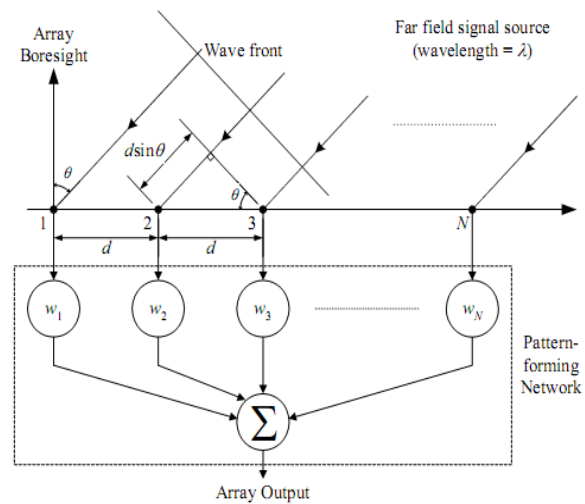 Array
Boresight
Wave front
Far field signal source
(wavelength = λ)
θ
dsinθ
θ
1
2
3
N
d
d
w₁
w₂
w₃
w_N
Pattern-
forming
Network
Σ
Array Output